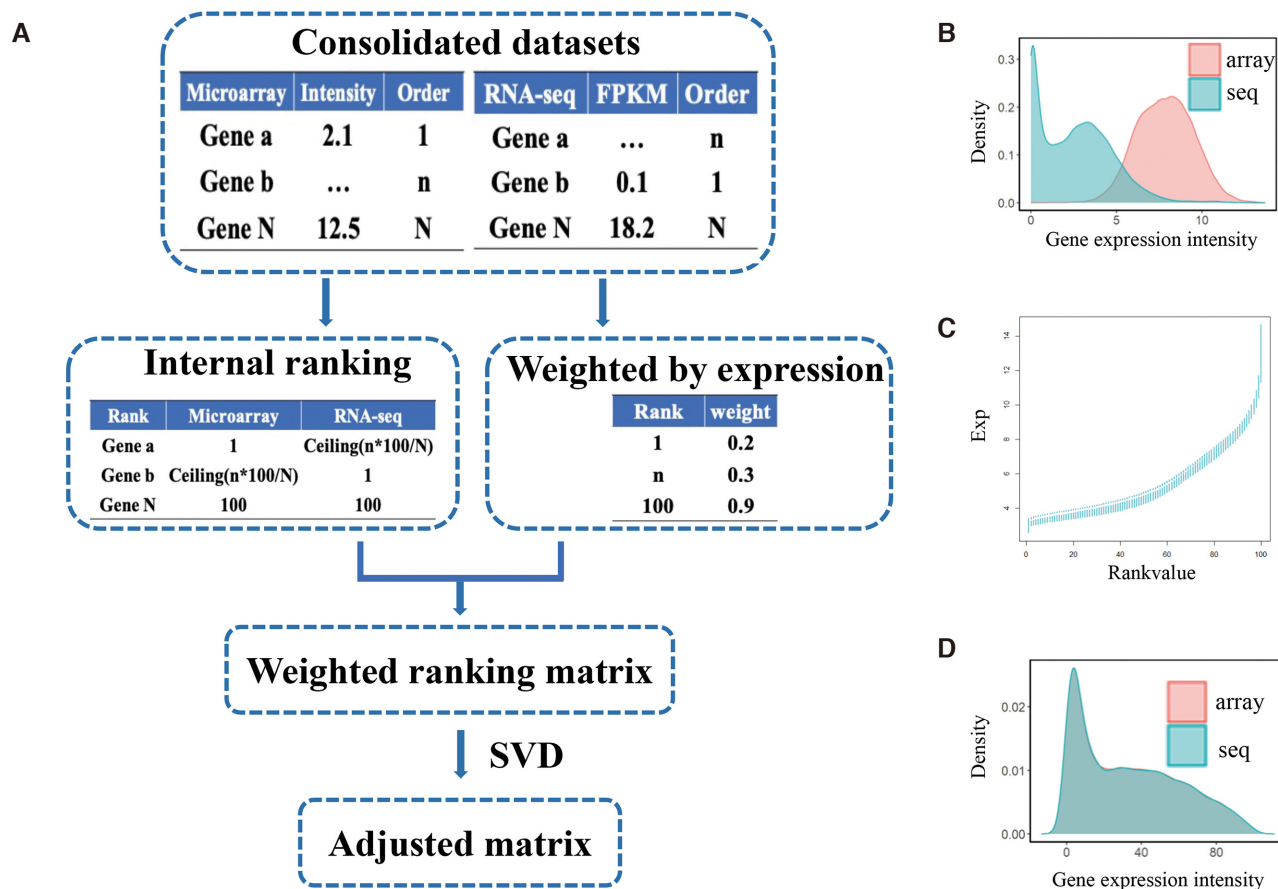 A
Consolidated datasets
Microarray Intensity Order
Gene a 2.1 1
Gene b ... n
Gene N 12.5 N
RNA-seq FPKM Order
Gene a ... n
Gene b 0.1 1
Gene N 18.2 N
Internal ranking
Rank Microarray RNA-seq
Gene a 1 Ceiling(n*100/N)
Gene b Ceiling(n*100/N) 1
Gene N 100 100
Weighted by expression
Rank weight
1 0.2
n 0.3
100 0.9
Weighted ranking matrix
SVD
Adjusted matrix
B
array
seq
Density
0.3
0.2
0.1
0.0
0 5 10
Gene expression intensity
C
Exp
14
12
10
8
6
4
0 20 40 60 80 100
Rankvalue
D
array
seq
Density
0.02
0.01
0.00
0 40 80
Gene expression intensity